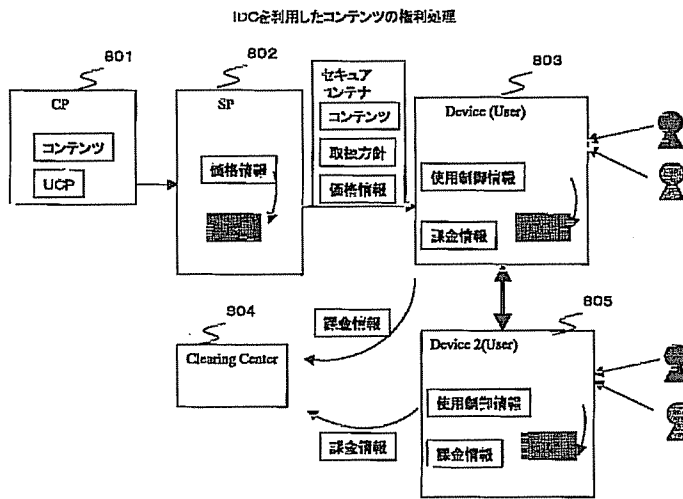 IDCを利用したコンテンツの権利処理
801
802
803
CP
コンテンツ
UCP
SP
価格情報
セキュア
コンテナ
コンテンツ
取扱方針
価格情報
Device (User)
使用制御情報
課金情報
804
Clearing Center
課金情報
課金情報
805
Device 2(User)
使用制御情報
課金情報